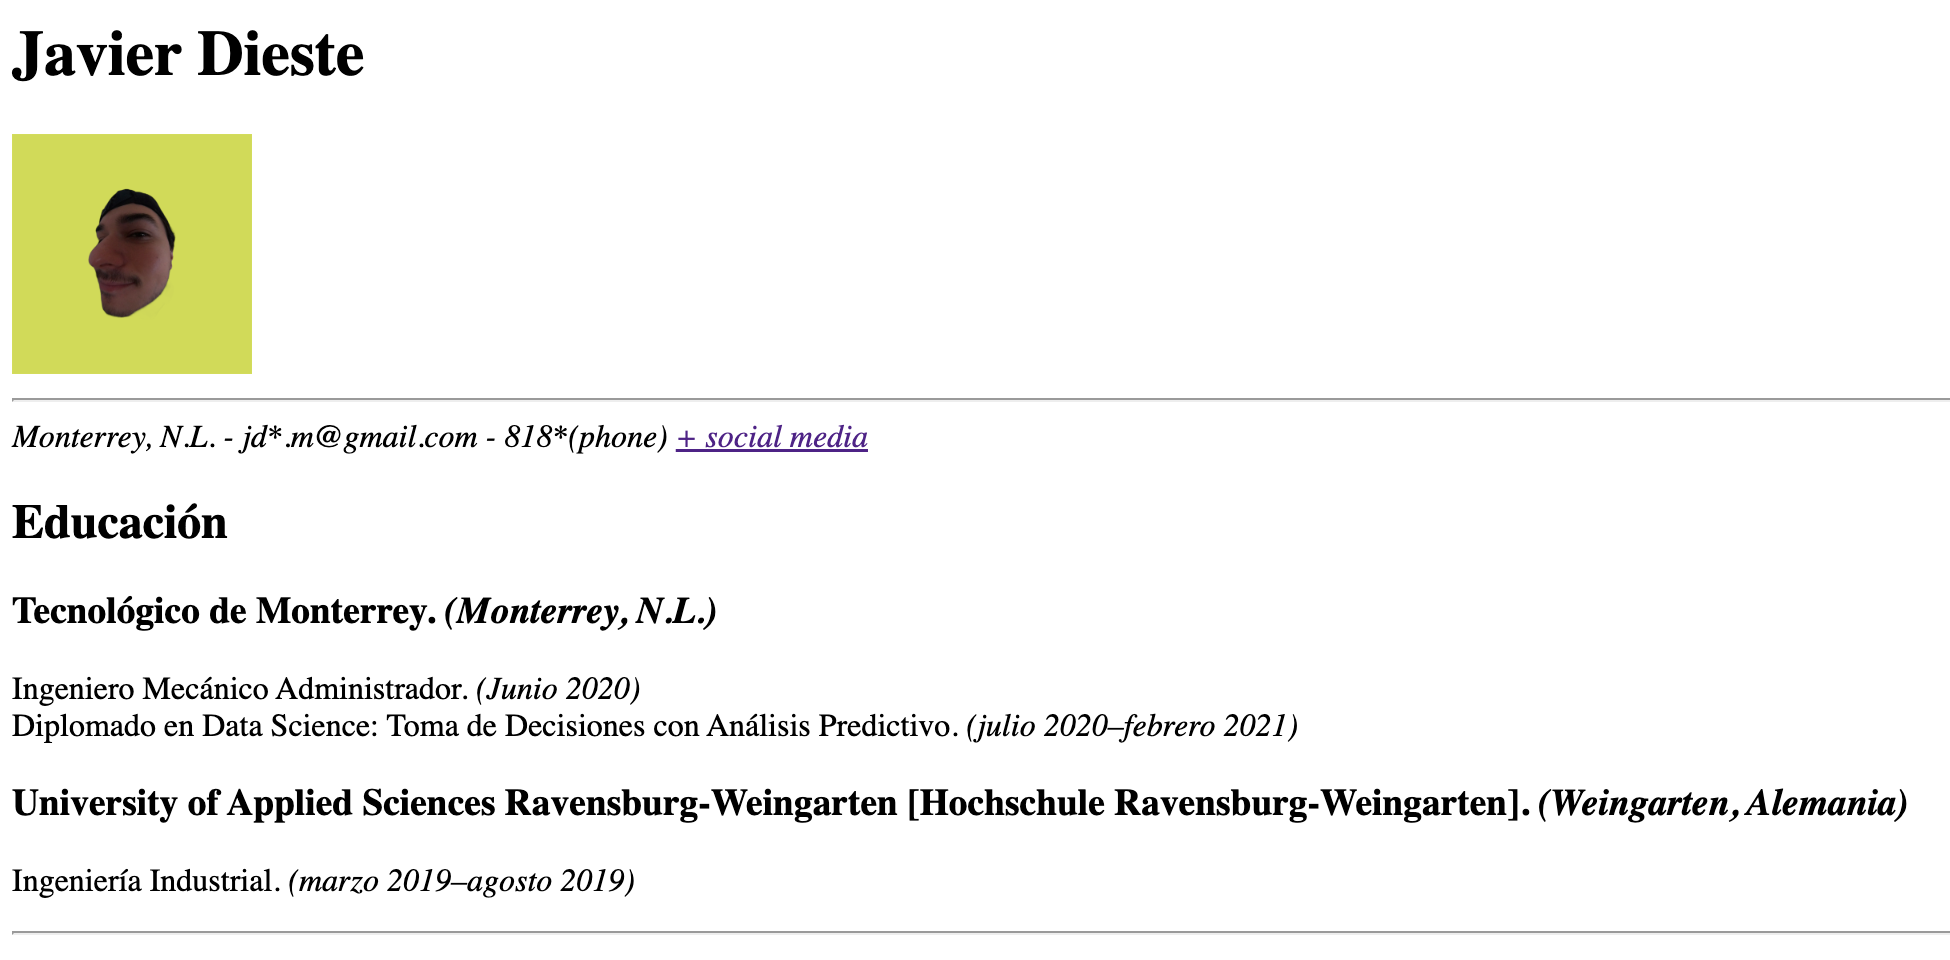 Javier Dieste
Monterrey, N.L. - jd*.m@gmail.com - 818*(phone) + social media
Educación
Tecnológico de Monterrey. (Monterrey, N.L.)
Ingeniero Mecánico Administrador. (Junio 2020)
Diplomado en Data Science: Toma de Decisiones con Análisis Predictivo. (julio 2020–febrero 2021)
University of Applied Sciences Ravensburg-Weingarten [Hochschule Ravensburg-Weingarten]. (Weingarten, Alemania)
Ingeniería Industrial. (marzo 2019–agosto 2019)